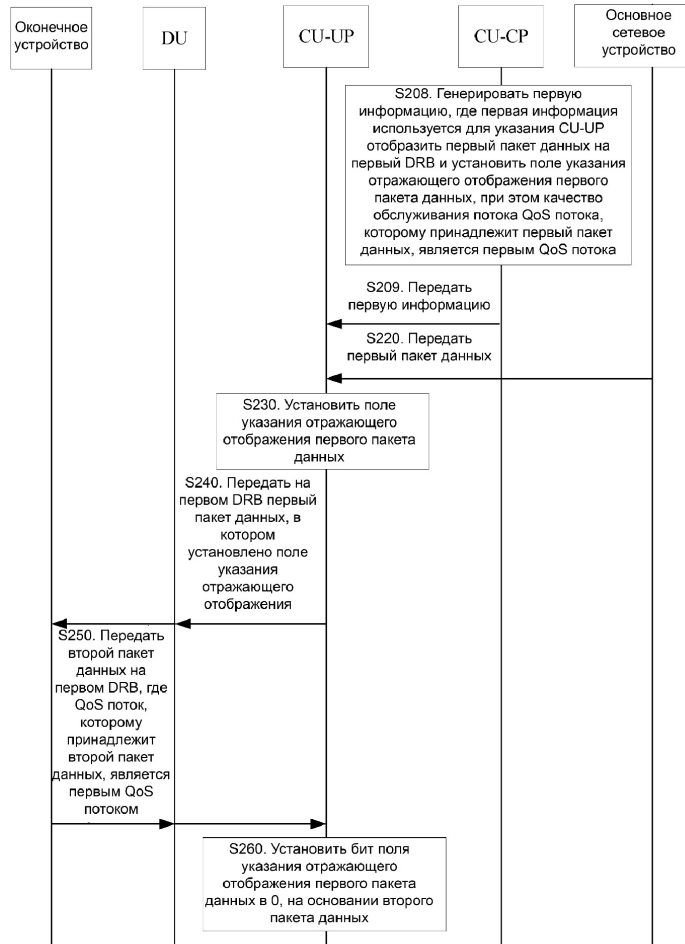 Оконечное
устройство
DU
CU-UP
CU-CP
Основное
сетевое
устройство
S208. Генерировать первую
информацию, где первая информация
используется для указания CU-UP
отобразить первый пакет данных на
первый DRB и установить поле указания
отражающего отображения первого
пакета данных, при этом качество
обслуживания потока QoS потока,
которому принадлежит первый пакет
данных, является первым QoS потока
S209. Передать
первую информацию
S220. Передать
первый пакет данных
S230. Установить поле
указания отражающего
отображения первого пакета
данных
S240. Передать на
первом DRB первый
пакет данных, в
котором
установлено поле
указания
отражающего
отображения
S250. Передать
второй пакет
данных на
первом DRB, где
QoS поток,
которому
принадлежит
второй пакет
данных, является
первым QoS
потоком
S260. Установить бит поля
указания отражающего
отображения первого пакета
данных в 0, на основании второго
пакета данных